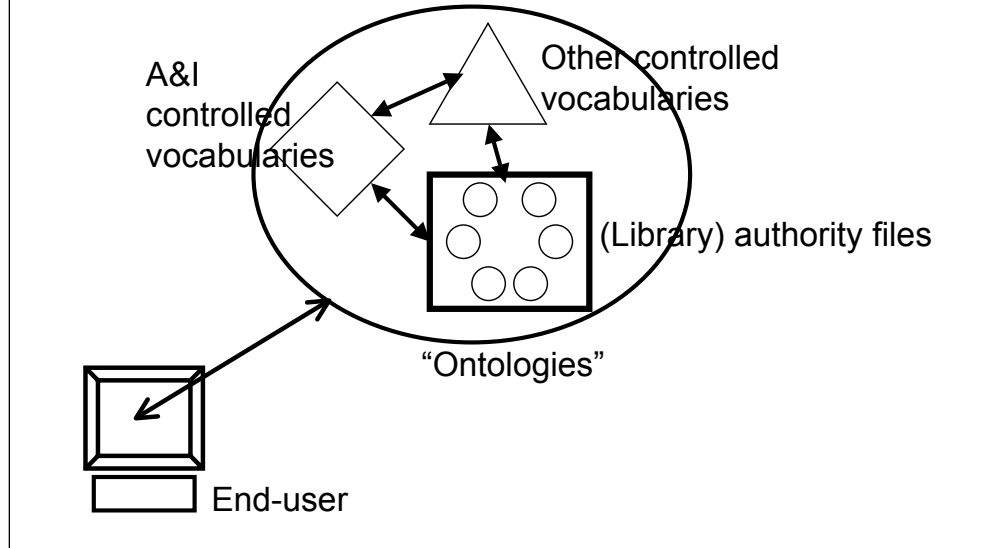 A&I
controlled
vocabularies
Other controlled
vocabularies
(Library) authority files
“Ontologies”
End-user